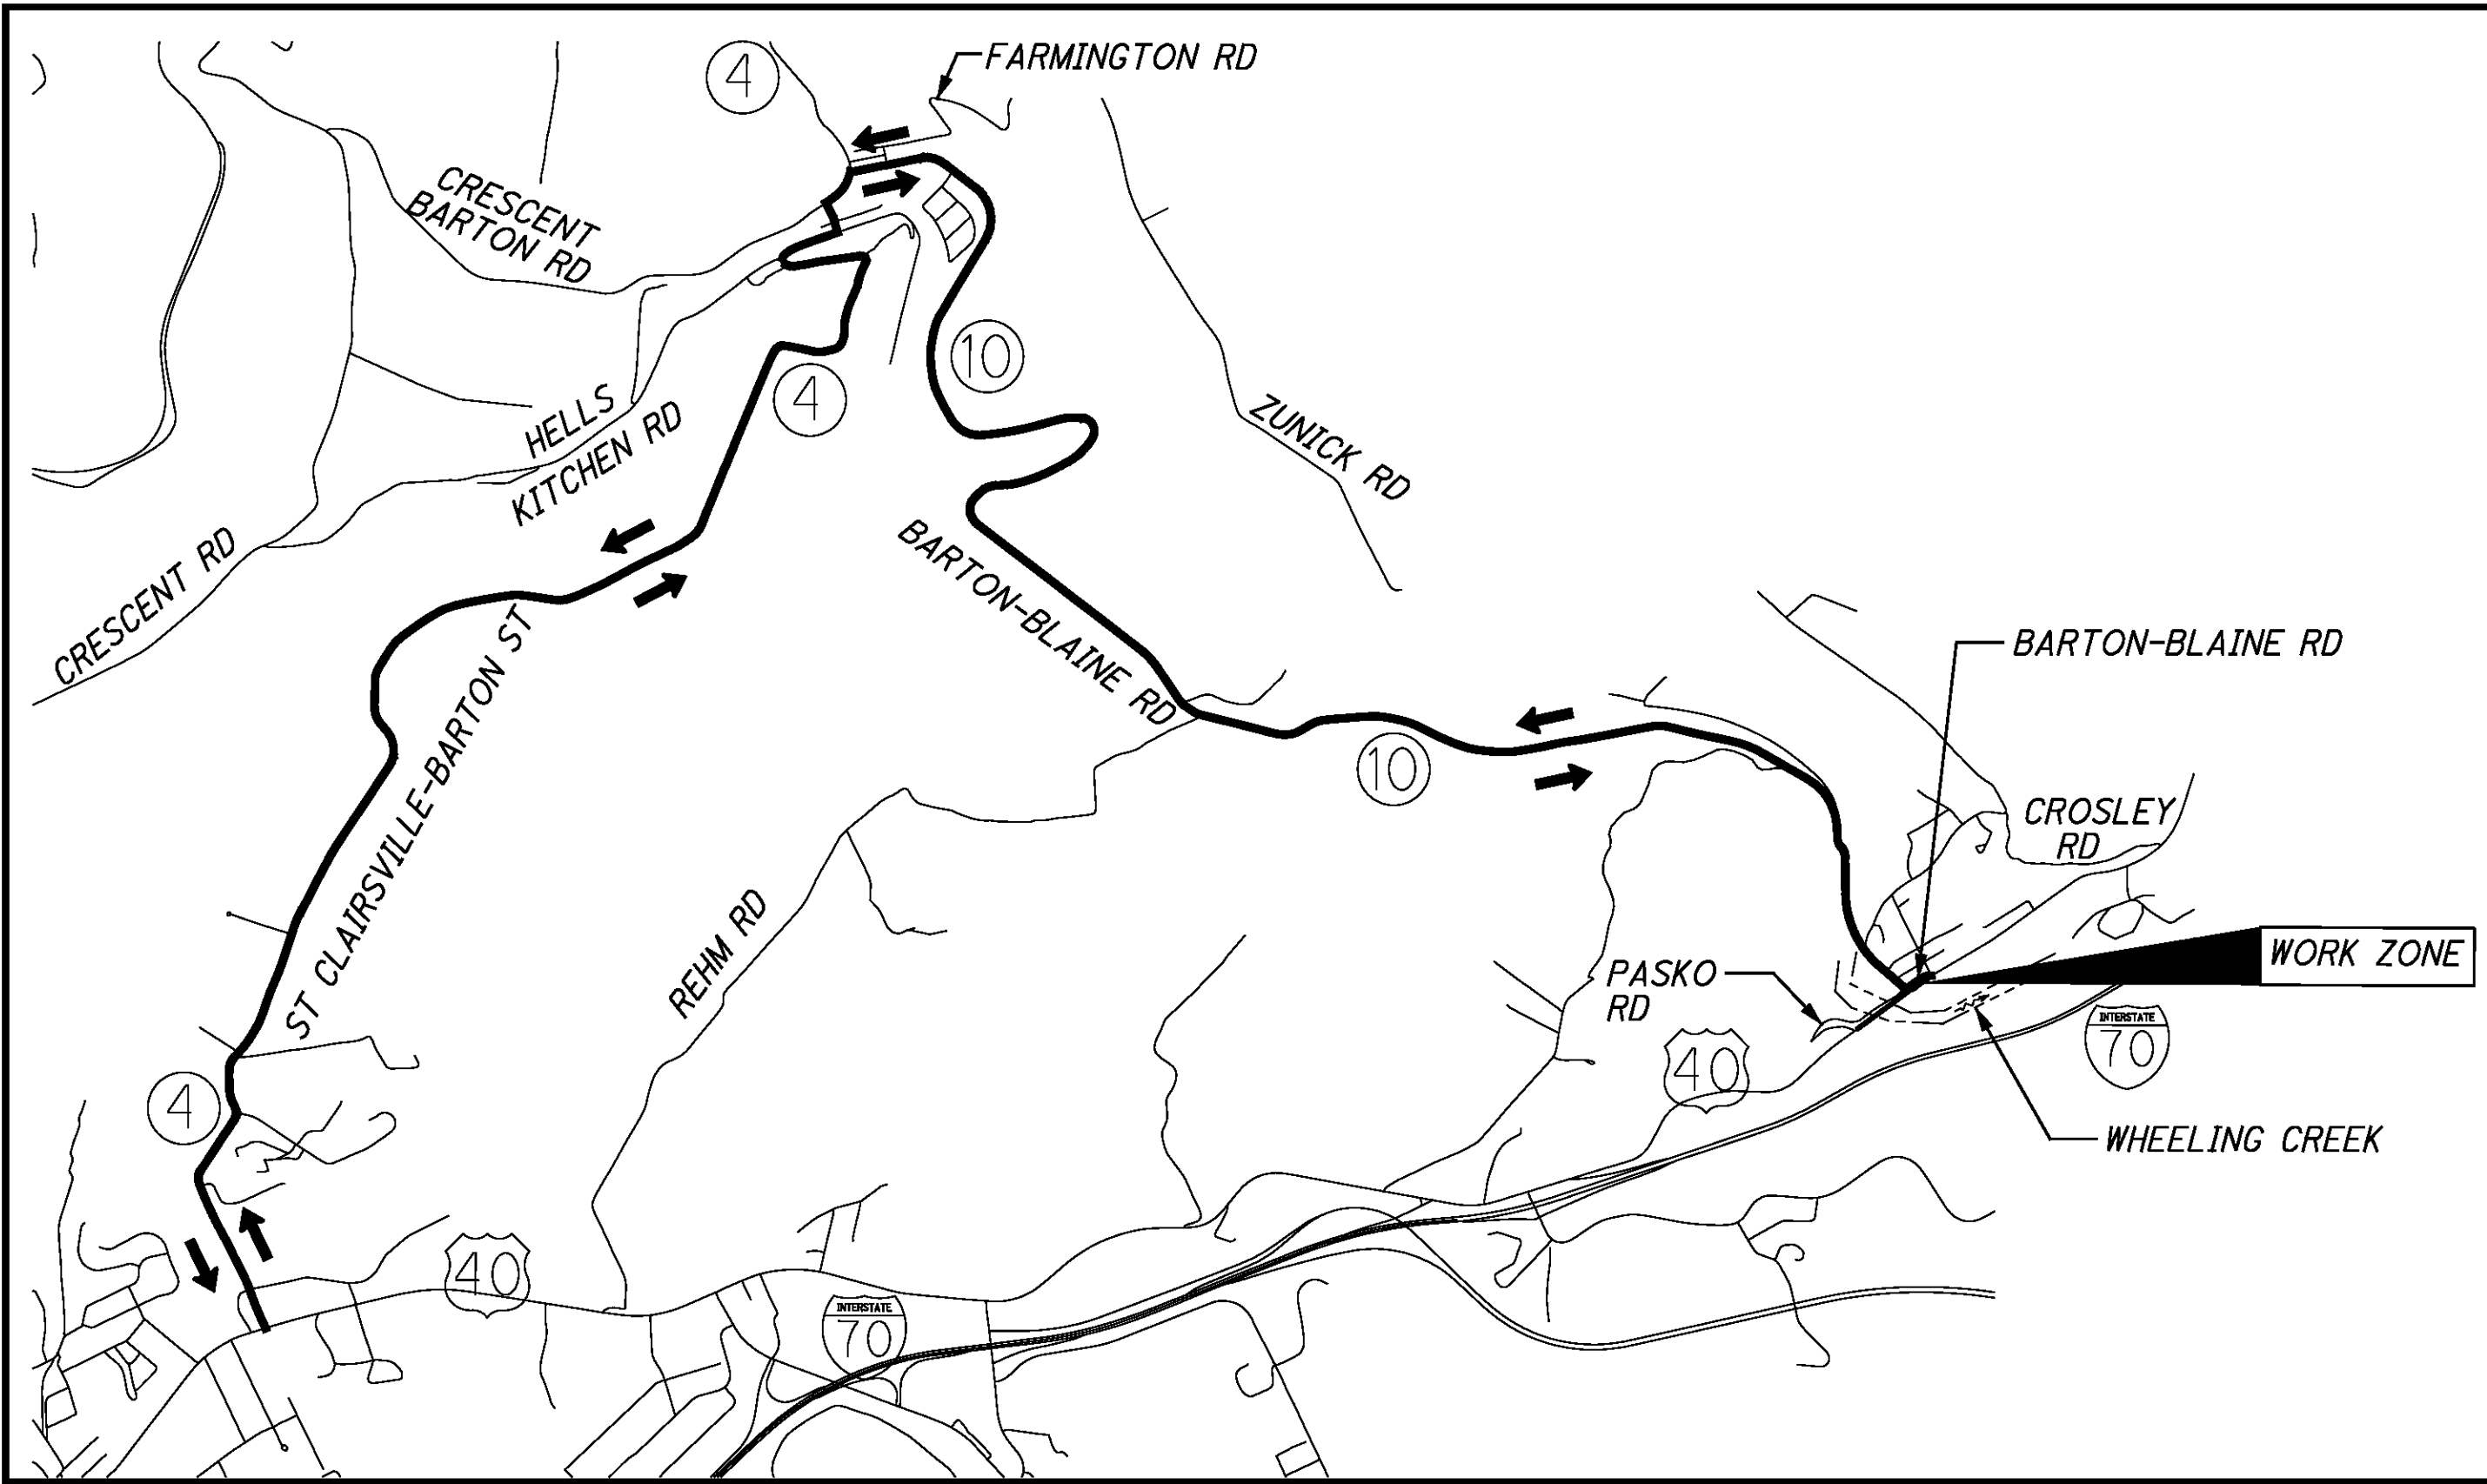 FARMINGTON RD
4
CRESCENT
BARTON RD
10
4
HELLS
KITCHEN RD
ZUNICK RD
CRESCENT RD
BARTON-BLAINE RD
ST CLAIRSVILLE-BARTON ST
BARTON-BLAINE RD
10
CROSLEY
RD
REHM RD
PASKO
RD
WORK ZONE
40
INTERSTATE
70
4
WHEELING CREEK
40
INTERSTATE
70